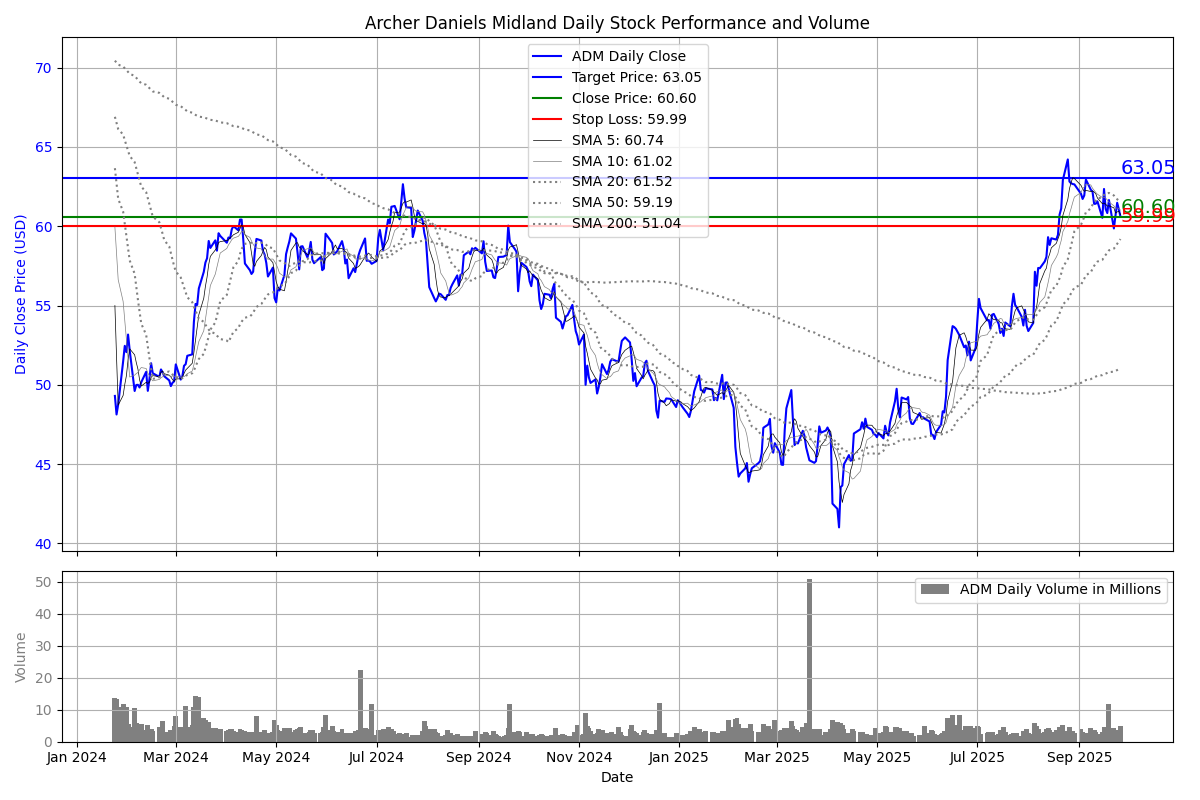 Archer Daniels Midland Daily Stock Performance and Volume
ADM Daily Close
Target Price: 63.05
Close Price: 60.60
Stop Loss: 59.99
SMA 5: 60.74
SMA 10: 61.02
SMA 20: 61.52
SMA 50: 59.19
SMA 200: 51.04
70
65
60
55
50
45
40
Daily Close Price (USD)
63.05
60.60
59.99
ADM Daily Volume in Millions
50
40
30
20
10
0
Volume
Jan 2024 Mar 2024 May 2024 Jul 2024 Sep 2024 Nov 2024 Jan 2025 Mar 2025 May 2025 Jul 2025 Sep 2025
Date